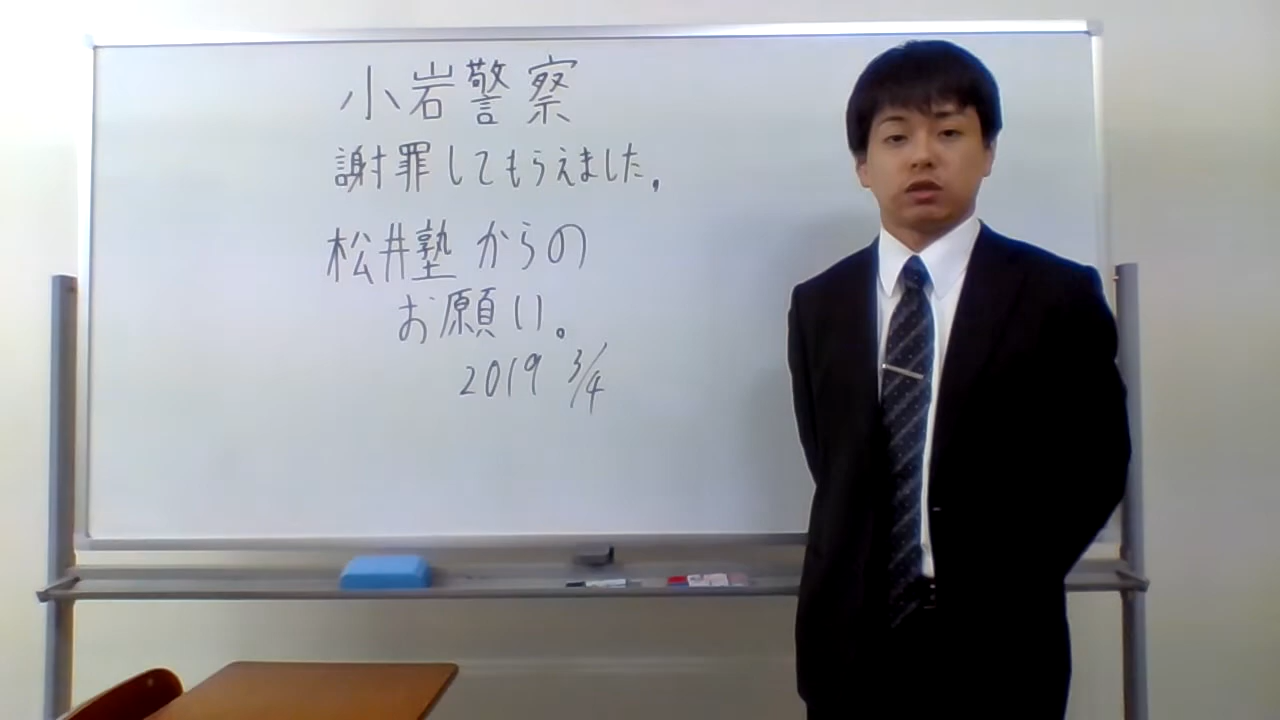 小岩警察
謝罪してもらえました。
松井塾からの
お願い。
2019 3/4